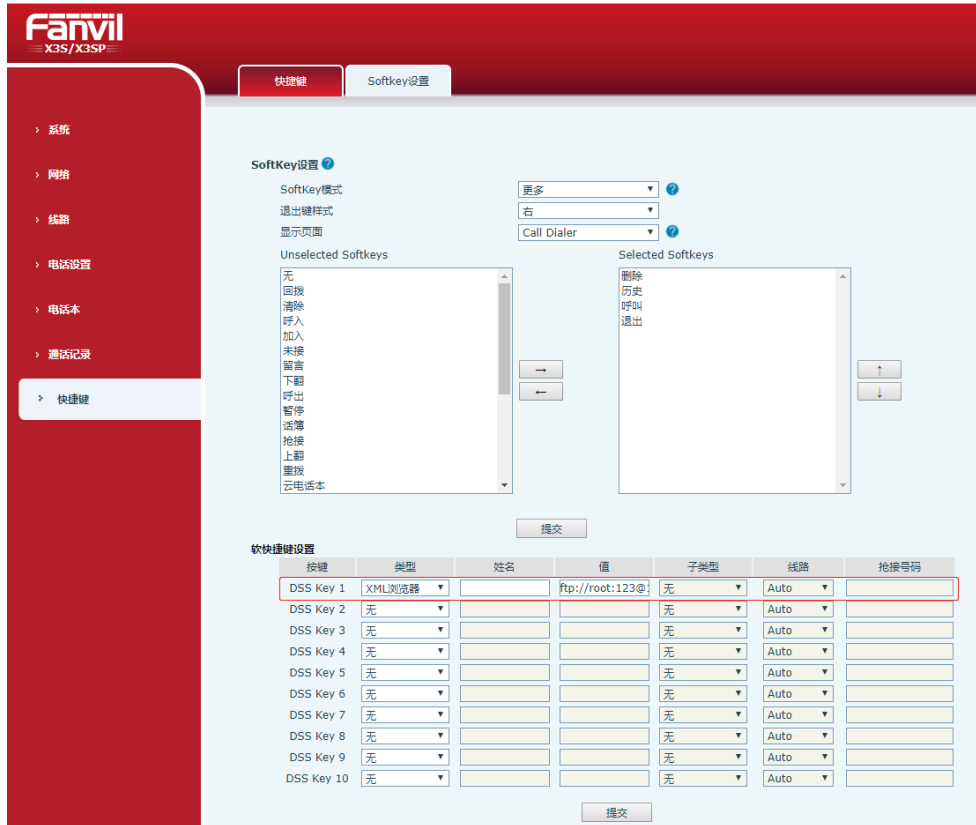 Fanvil
X3S/X3SP
快捷键 Softkey设置
系统
网络
线路
电话设置
电话本
通话记录
快捷键
SoftKey设置 ?
SoftKey模式 更多 ?
退出键样式 右
显示页面 Call Dialer ?
Unselected Softkeys Selected Softkeys
无 删除
回拨 历史
清除 呼叫
呼入 退出
加入
未接
留言 → ↑
下翻
呼出 ← ↓
暂停
话簿
抢接
上翻
重拨
云电话本
提交
软快捷键设置
按键 类型 姓名 值 子类型 线路 抢接号码
DSS Key 1 XML浏览器 ftp://root:123@ 无 Auto
DSS Key 2 无 无 Auto
DSS Key 3 无 无 Auto
DSS Key 4 无 无 Auto
DSS Key 5 无 无 Auto
DSS Key 6 无 无 Auto
DSS Key 7 无 无 Auto
DSS Key 8 无 无 Auto
DSS Key 9 无 无 Auto
DSS Key 10 无 无 Auto
提交